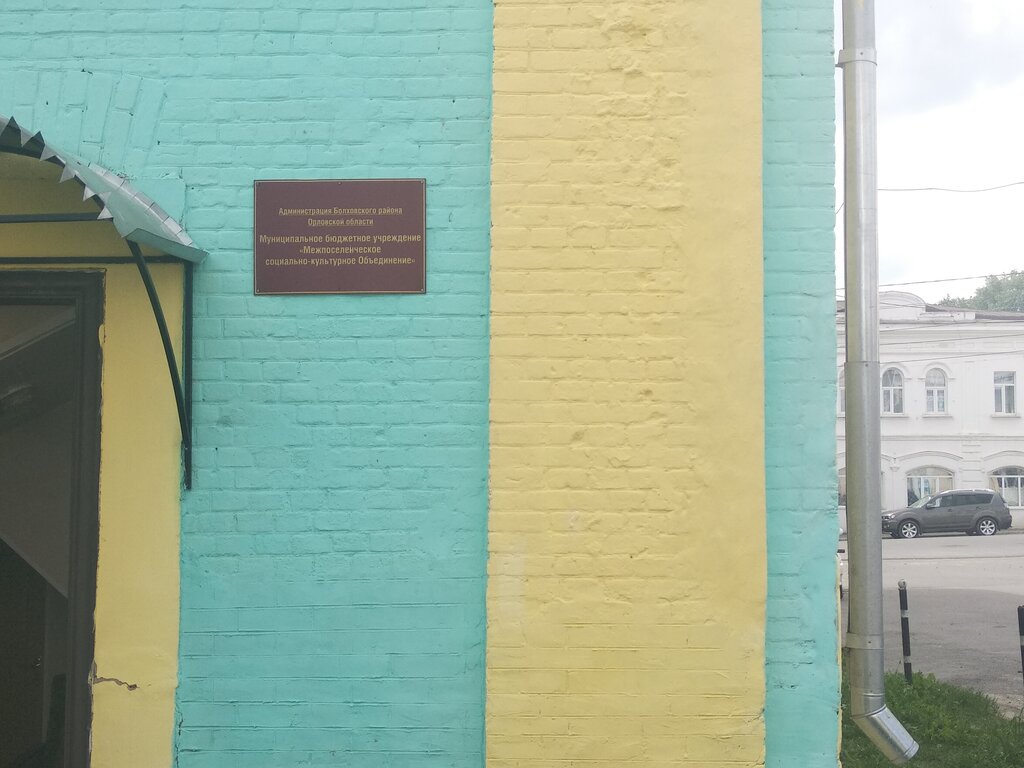 Администрация Болховского района
Орловской области
Муниципальное бюджетное учреждение
«Межпоселенческое
социально-культурное Объединение»